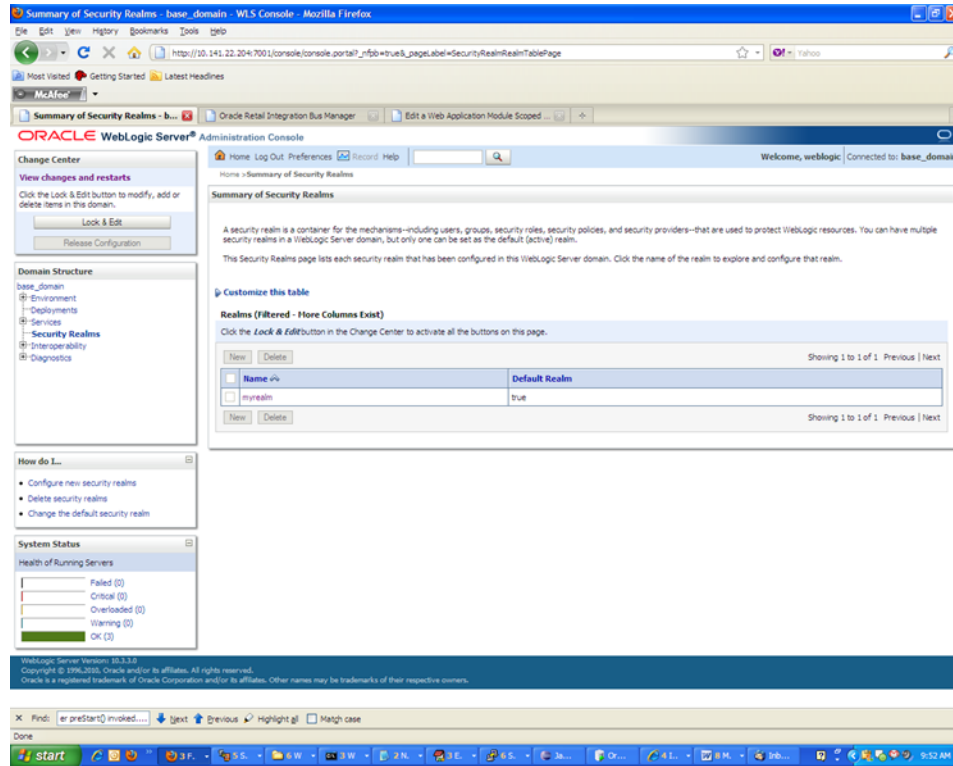 Summary of Security Realms - base_domain - WLS Console - Mozilla Firefox
File Edit View History Bookmarks Tools Help
http://10.141.22.204:7001/console/console.portal?_nfpb=true&_pageLabel=SecurityRealmRealmTablePage
Yahoo
Most Visited Getting Started Latest Headlines
McAfee
Summary of Security Realms - b... Oracle Retail Integration Bus Manager Edit a Web Application Module Scoped ...
ORACLE WebLogic Server® Administration Console
Change Center
View changes and restarts
Click the Lock & Edit button to modify, add or
delete items in this domain.
Lock & Edit
Release Configuration
Domain Structure
base_domain
Environment
Deployments
Services
Security Realms
Interoperability
Diagnostics
How do I...
Configure new security realms
Delete security realms
Change the default security realm
System Status
Health of Running Servers
Failed (0)
Critical (0)
Overloaded (0)
Warning (0)
OK (3)
Home Log Out Preferences Record Help
Welcome, weblogic Connected to: base_domai
Home >Summary of Security Realms
Summary of Security Realms
A security realm is a container for the mechanisms--including users, groups, security roles, security policies, and security providers--that are used to protect WebLogic resources. You can have multiple
security realms in a WebLogic Server domain, but only one can be set as the default (active) realm.
This Security Realms page lists each security realm that has been configured in this WebLogic Server domain. Click the name of the realm to explore and configure that realm.
Customize this table
Realms (Filtered - More Columns Exist)
Click the Lock & Edit button in the Change Center to activate all the buttons on this page.
New Delete Showing 1 to 1 of 1 Previous | Next
Name Default Realm
myrealm true
New Delete Showing 1 to 1 of 1 Previous | Next
WebLogic Server Version: 10.3.3.0
Copyright © 1996,2010, Oracle and/or its affiliates. All rights reserved.
Oracle is a registered trademark of Oracle Corporation and/or its affiliates. Other names may be trademarks of their respective owners.
Find: er preStart() invoked.... Next Previous Highlight all Match case
Done
start 3 F... 5 S... 6 W... 3 W... 2 N... 3 E... 6 S... Ja... Or... 4 I... 8 M... Inb... 9:52 AM